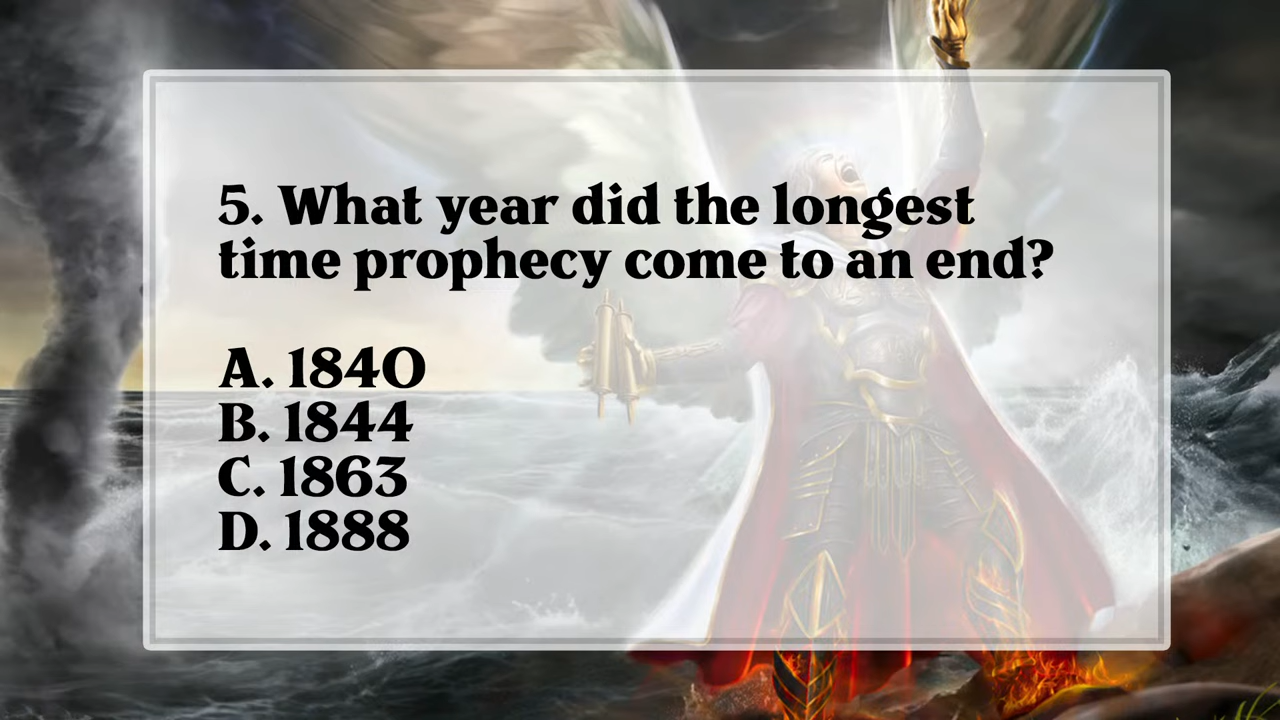 5. What year did the longest
time prophecy come to an end?
A. 1840
B. 1844
C. 1863
D. 1888